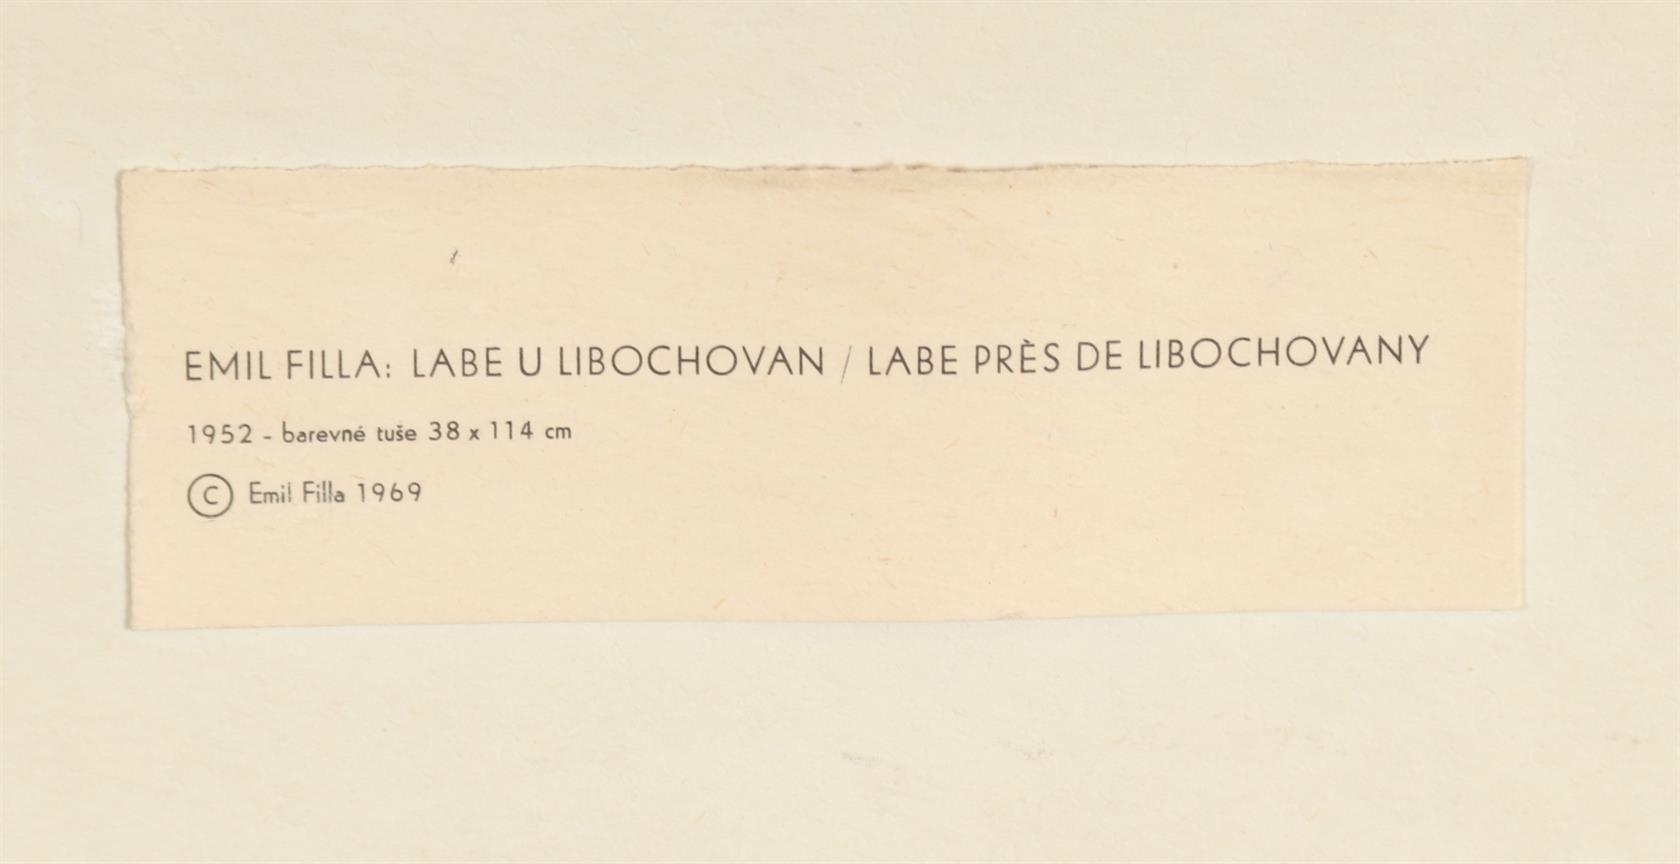 EMIL FILLA: LABE U LIBOCHOVAN / LABE PRÈS DE LIBOCHOVANY
1952 - barevné tuše 38 x 114 cm
© Emil Filla 1969